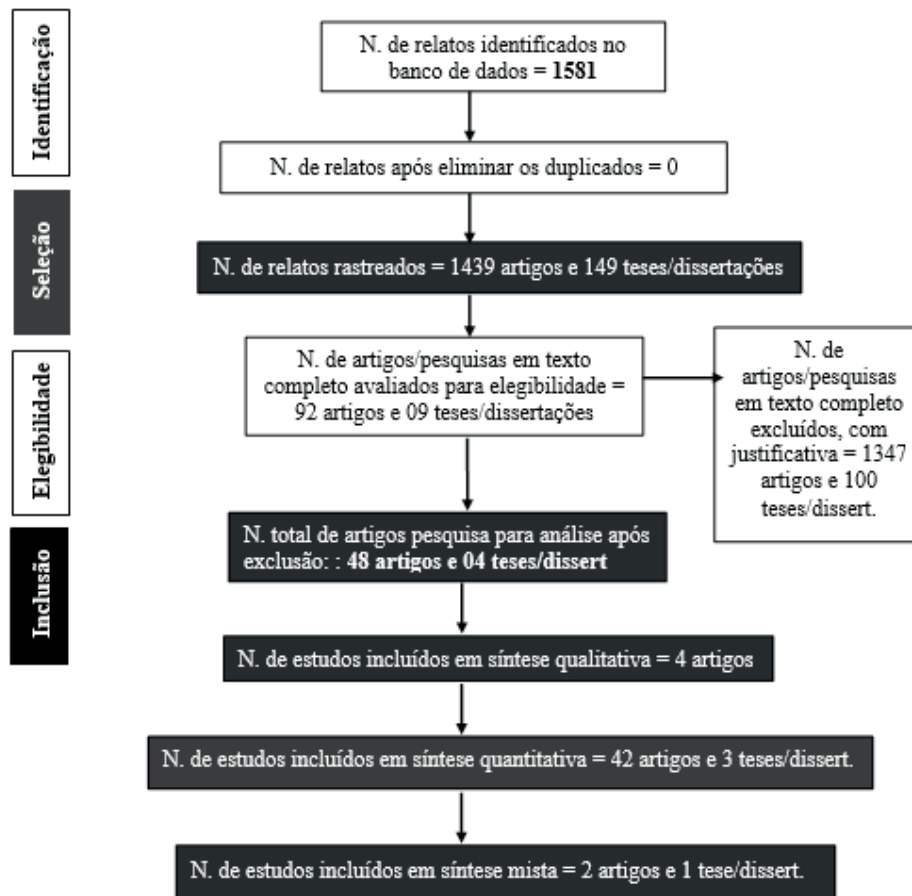 Identificação
N. de relatos identificados no
banco de dados = 1581
N. de relatos após eliminar os duplicados = 0
Seleção
N. de relatos rastreados = 1439 artigos e 149 teses/dissertações
Elegibilidade
N. de artigos/pesquisas em texto
completo avaliados para elegibilidade =
92 artigos e 09 teses/dissertações
N. de
artigos/pesquisas
em texto completo
excluídos, com
justificativa = 1347
artigos e 100
teses/dissert.
Inclusão
N. total de artigos pesquisa para análise após
exclusão: : 48 artigos e 04 teses/dissert
N. de estudos incluídos em síntese qualitativa = 4 artigos
N. de estudos incluídos em síntese quantitativa = 42 artigos e 3 teses/dissert.
N. de estudos incluídos em síntese mista = 2 artigos e 1 tese/dissert.